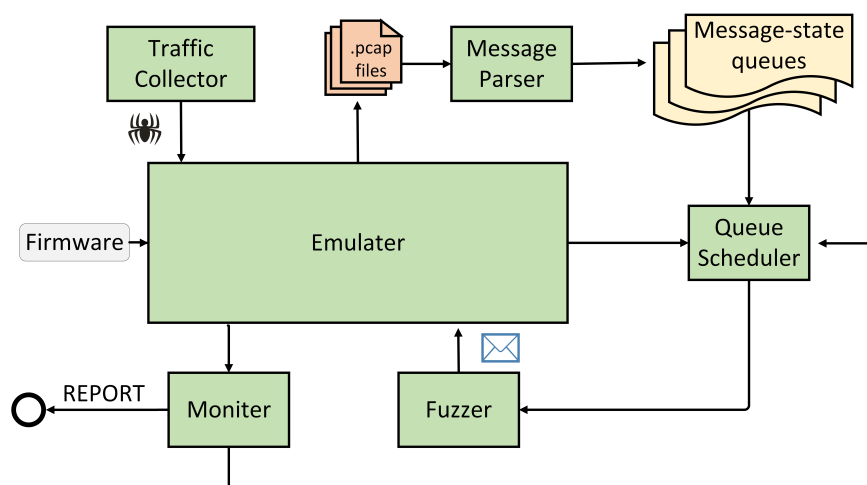 Traffic
Collector
.pcap
files
Message
Parser
Message-state
queues
Firmware
Emulater
Queue
Scheduler
REPORT
Moniter
Fuzzer